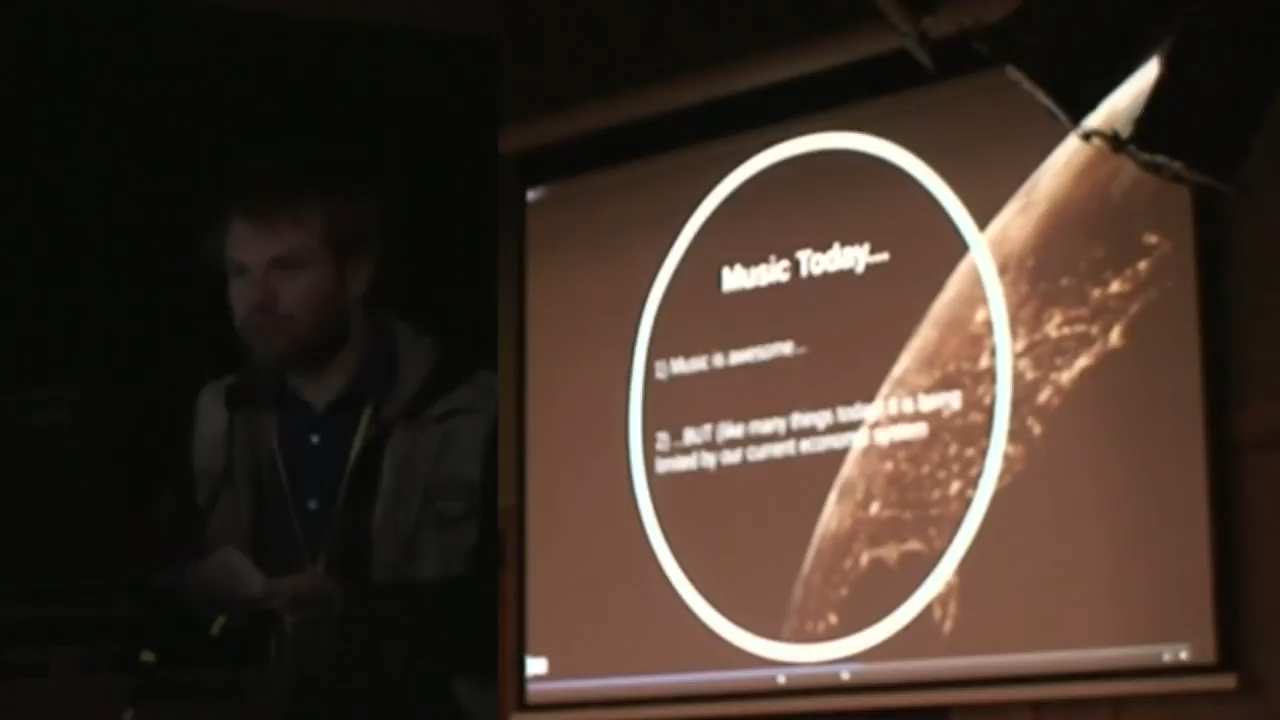 Music Today...
1) Music is awesome...
2) ...BUT (like many things today) it is being
limited by our current economic system